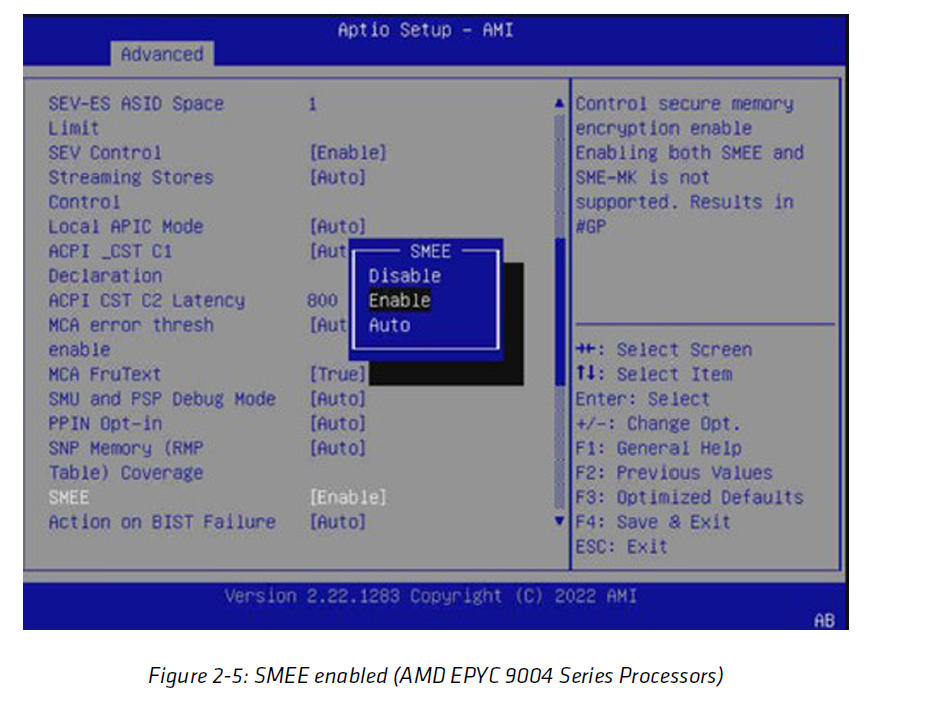 Aptio Setup – AMI
Advanced
SEV-ES ASID Space 1
Limit
SEV Control [Enable]
Streaming Stores [Auto]
Control
Local APIC Mode [Auto]
ACPI _CST C1 [Aut
Declaration
ACPI CST C2 Latency 800
MCA error thresh [Aut
enable
MCA FruText [True]
SMU and PSP Debug Mode [Auto]
PPIN Opt-in [Auto]
SNP Memory (RMP [Auto]
Table) Coverage
SMEE [Enable]
Action on BIST Failure [Auto]
SMEE
Disable
Enable
Auto
Control secure memory
encryption enable
Enabling both SMEE and
SME-MK is not
supported. Results in
#GP
→←: Select Screen
↑↓: Select Item
Enter: Select
+/-: Change Opt.
F1: General Help
F2: Previous Values
F3: Optimized Defaults
F4: Save & Exit
ESC: Exit
Version 2.22.1283 Copyright (C) 2022 AMI
AB
Figure 2-5: SMEE enabled (AMD EPYC 9004 Series Processors)